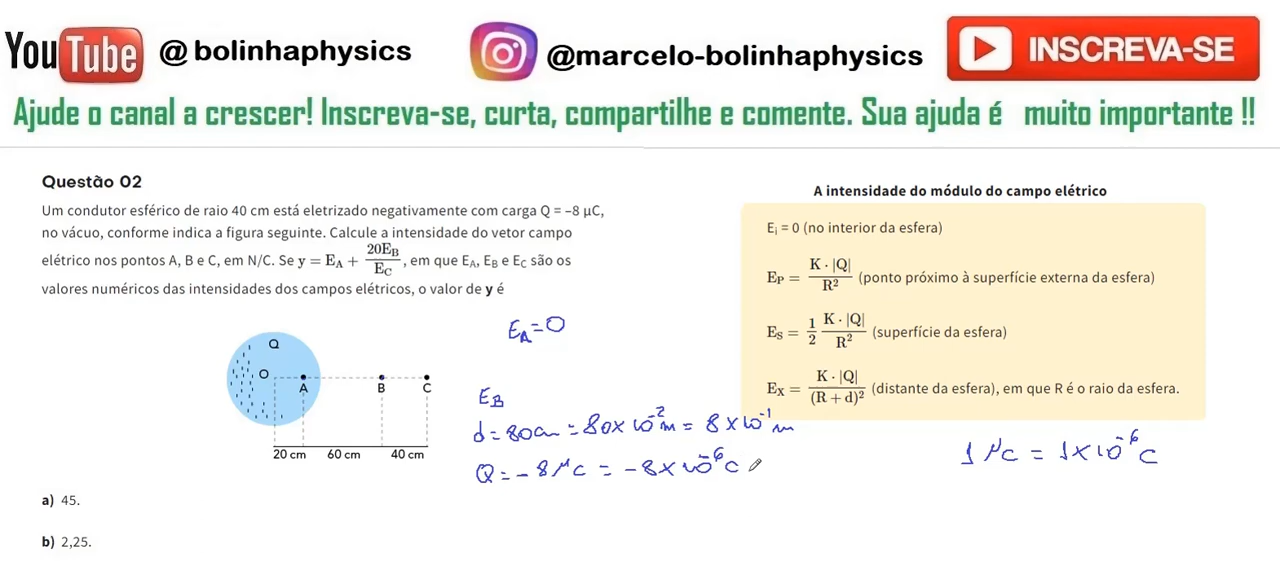 YouTube @bolinhaphysics @marcelo-bolinhaphysics INSCREVA-SE
Ajude o canal a crescer! Inscreva-se, curta, compartilhe e comente. Sua ajuda é muito importante !!
Questão 02
Um condutor esférico de raio 40 cm está eletrizado negativamente com carga Q = –8 μC,
no vácuo, conforme indica a figura seguinte. Calcule a intensidade do vetor campo
elétrico nos pontos A, B e C, em N/C. Se y = E_A + 20E_B/E_C, em que E_A, E_B e E_C são os
valores numéricos das intensidades dos campos elétricos, o valor de y é
A intensidade do módulo do campo elétrico
E_i = 0 (no interior da esfera)
E_P = K · |Q| / R² (ponto próximo à superfície externa da esfera)
E_S = 1/2 K · |Q| / R² (superfície da esfera)
E_X = K · |Q| / (R + d)² (distante da esfera), em que R é o raio da esfera.
Q
O
A B C
20 cm 60 cm 40 cm
E_A = 0
E_B
d = 80cm = 80 x 10⁻² m = 8 x 10⁻¹ m
Q = -8 μC = -8 x 10⁻⁶ C
1 μC = 1 x 10⁻⁶ C
a) 45.
b) 2,25.